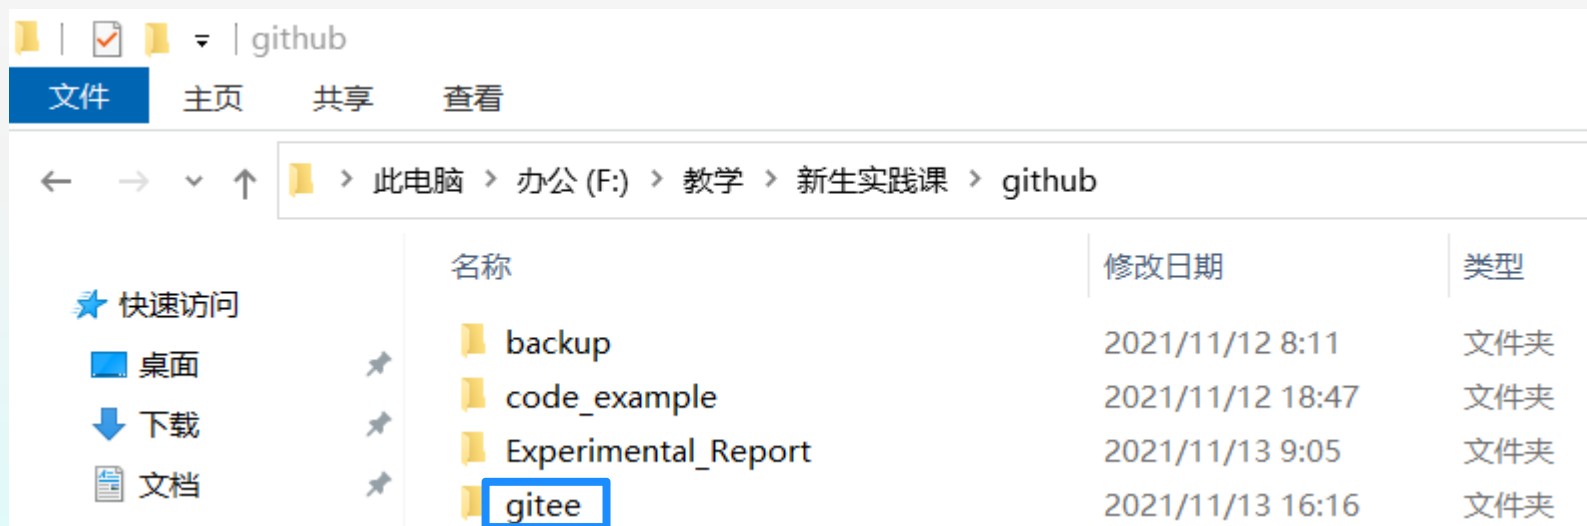 github
文件 主页 共享 查看
此电脑 > 办公 (F:) > 教学 > 新生实践课 > github
名称 修改日期 类型
快速访问
桌面
下载
文档
backup 2021/11/12 8:11 文件夹
code_example 2021/11/12 18:47 文件夹
Experimental_Report 2021/11/13 9:05 文件夹
gitee 2021/11/13 16:16 文件夹